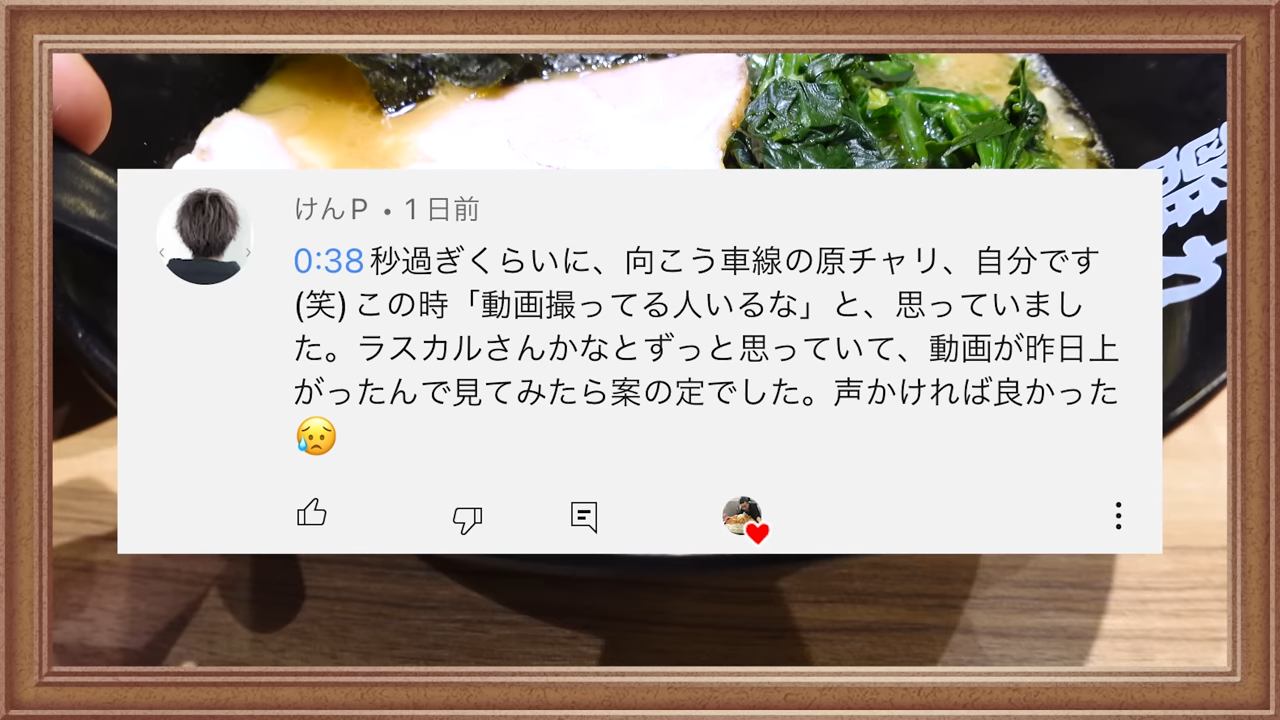 けんP・1日前
0:38 秒過ぎくらいに、向こう車線の原チャリ、自分です
(笑) この時「動画撮ってる人いるな」と、思っていまし
た。ラスカルさんかなとずっと思っていて、動画が昨日上
がったんで見てみたら案の定でした。声かければ良かった
😥